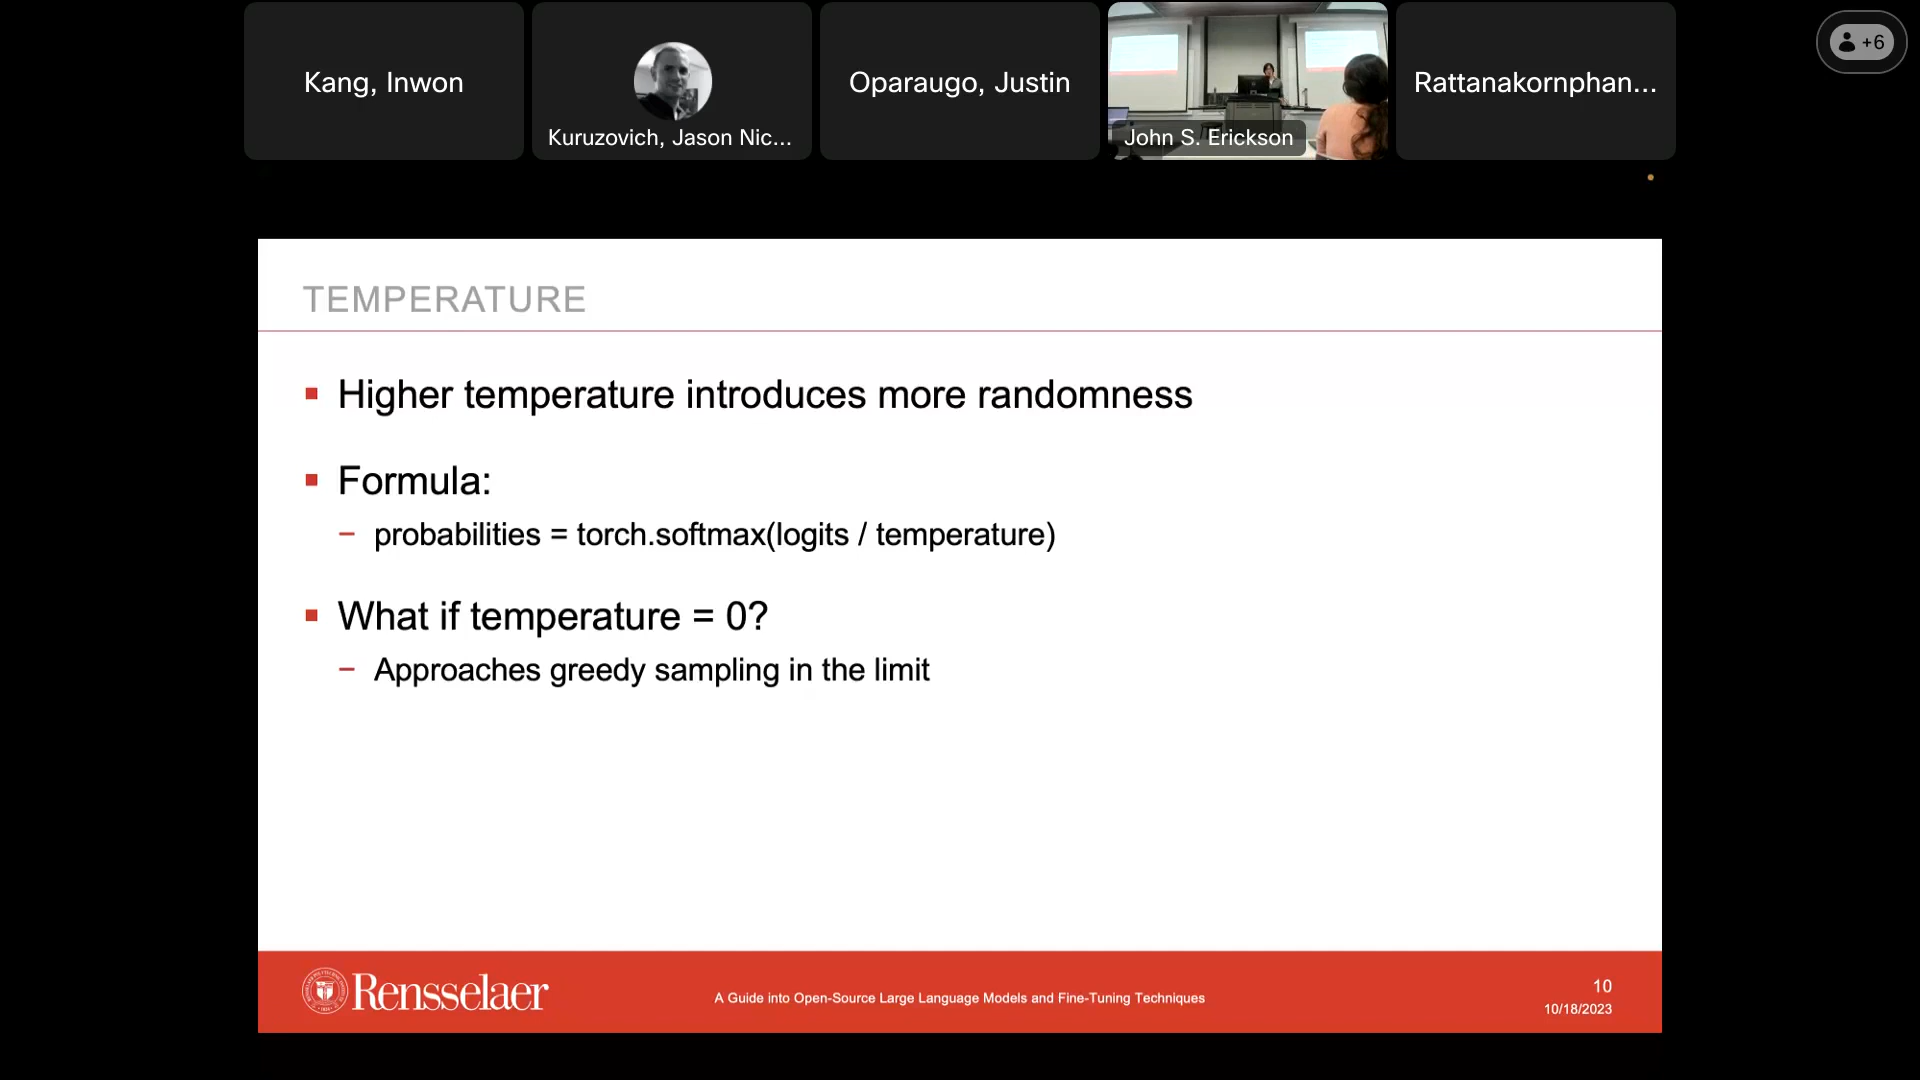 Kang, Inwon
Kuruzovich, Jason Nic...
Oparaugo, Justin
John S. Erickson
Rattanakornphan...
+6
TEMPERATURE
▪ Higher temperature introduces more randomness
▪ Formula:
– probabilities = torch.softmax(logits / temperature)
▪ What if temperature = 0?
– Approaches greedy sampling in the limit
Rensselaer
A Guide into Open-Source Large Language Models and Fine-Tuning Techniques
10
10/18/2023